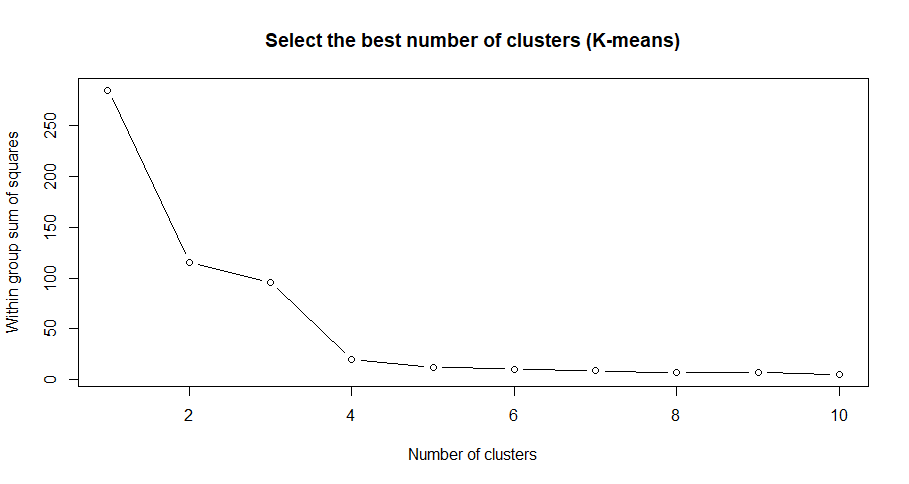 Select the best number of clusters (K-means)
Within group sum of squares
250
200
150
100
50
0
2 4 6 8 10
Number of clusters